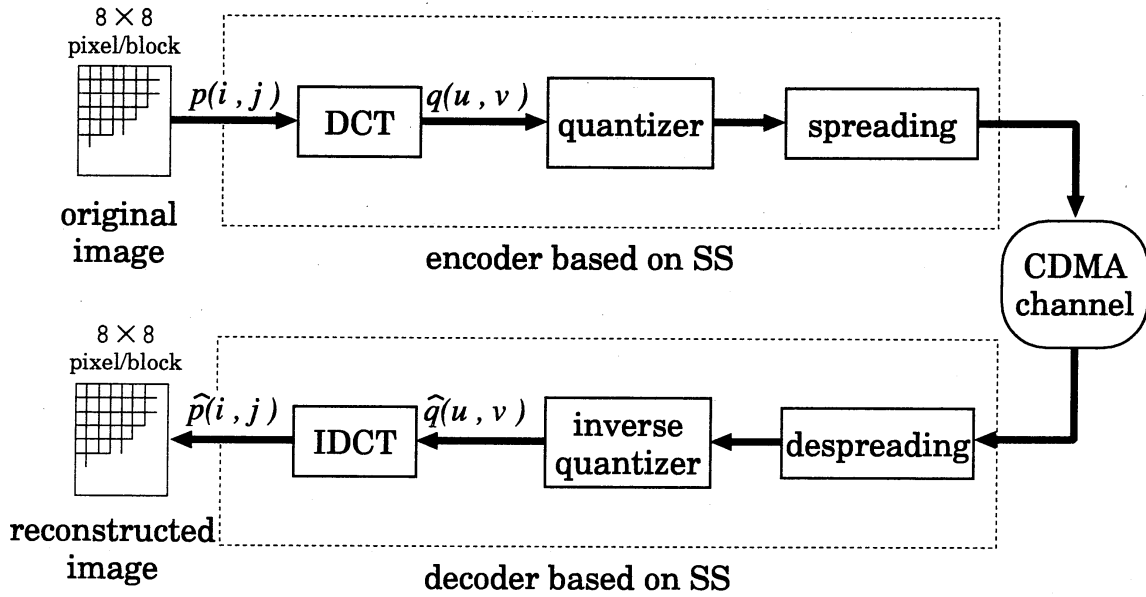 8 × 8
pixel/block
p(i , j)
DCT
q(u , v)
quantizer
spreading
original
image
encoder based on SS
CDMA
channel
8 × 8
pixel/block
p̂(i , j)
IDCT
q̂(u , v)
inverse
quantizer
despreading
reconstructed
image
decoder based on SS